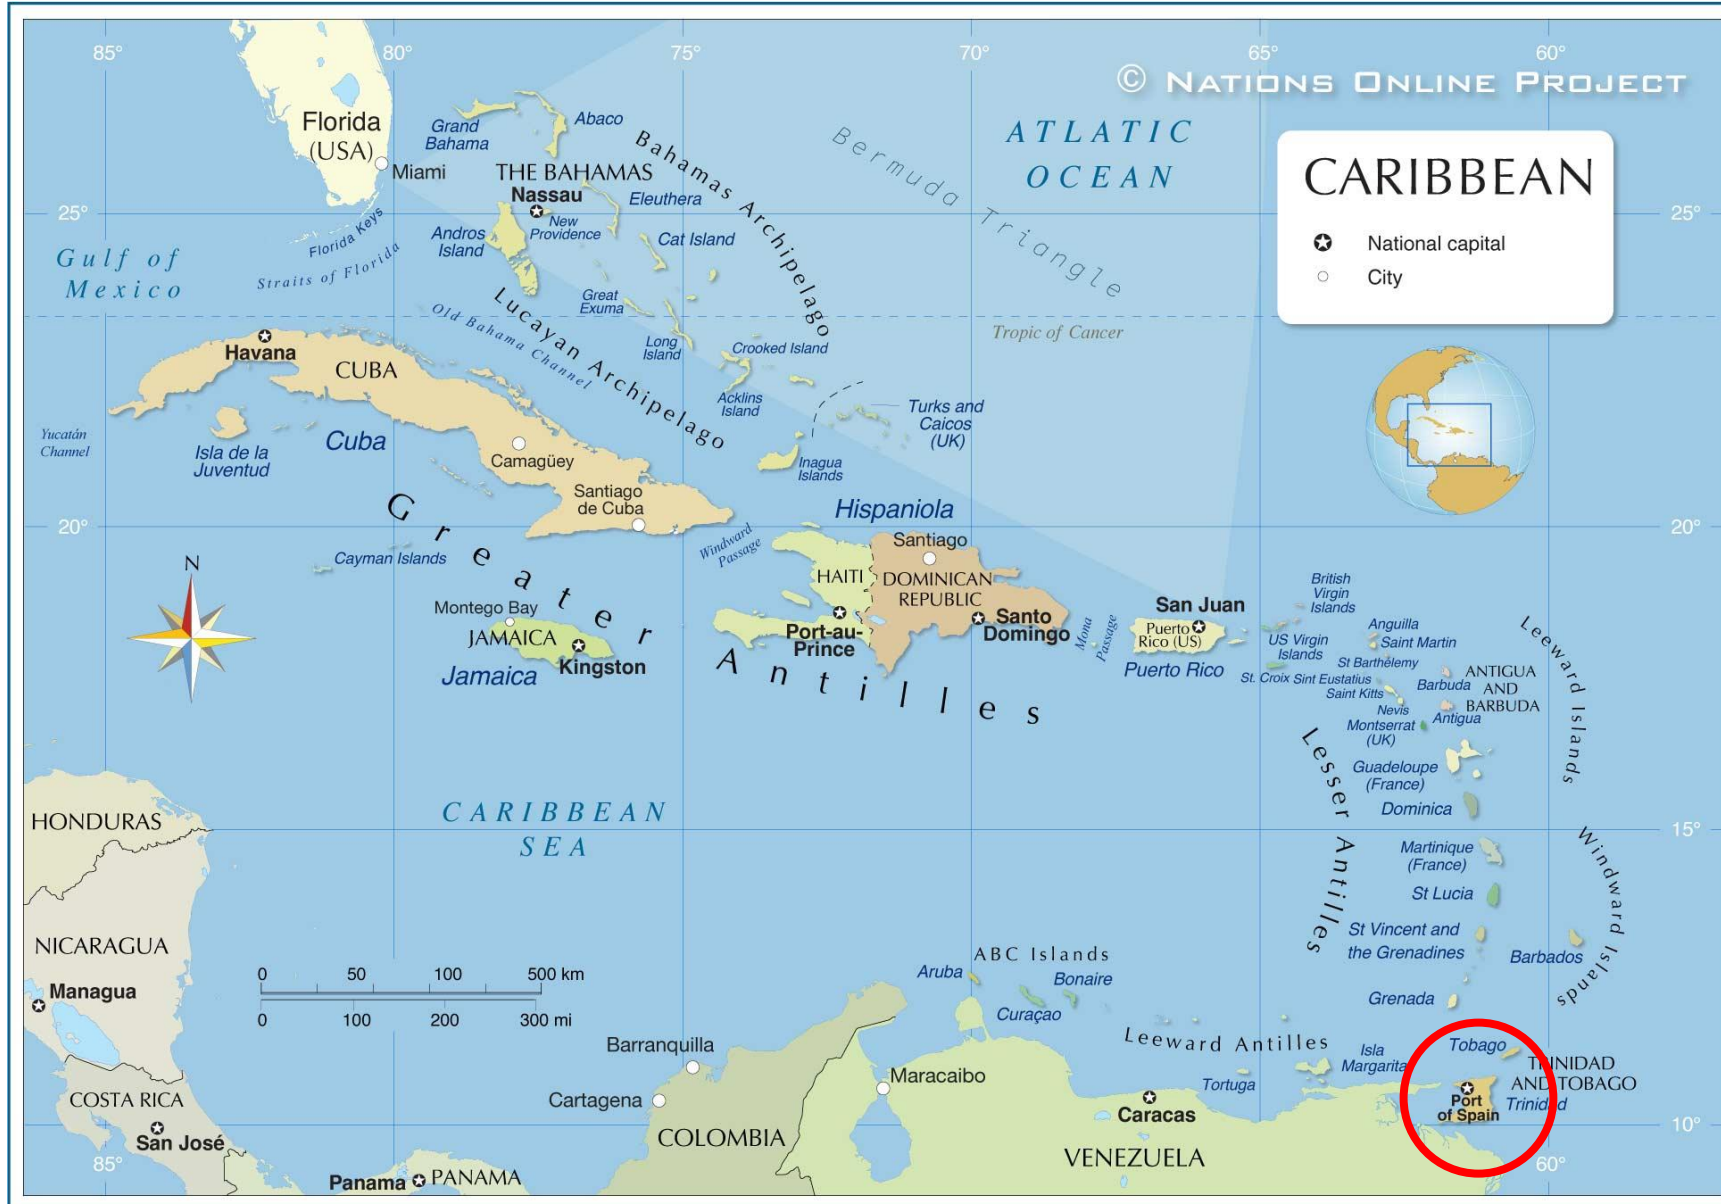 85°
80°
75°
70°
65°
60°
© NATIONS ONLINE PROJECT
Florida
(USA)
Miami
Grand
Bahama
Abaco
THE BAHAMAS
Nassau
New
Providence
Eleuthera
Andros
Island
Cat Island
Bahamas Archipelago
Bermuda Triangle
ATLATIC
OCEAN
CARIBBEAN
National capital
City
25°
25°
Gulf of
Mexico
Florida Keys
Straits of Florida
Great
Exuma
Lucayan Archipelago
Old Bahama Channel
Long
Island
Crooked Island
Tropic of Cancer
Acklins
Island
Turks and
Caicos
(UK)
Inagua
Islands
Havana
CUBA
Yucatán
Channel
Isla de la
Juventud
Cuba
Camagüey
Santiago
de Cuba
20°
20°
Hispaniola
Windward
Passage
Santiago
HAITI
DOMINICAN
REPUBLIC
Port-au-
Prince
Santo
Domingo
Cayman Islands
Greater
Antilles
N
Montego Bay
JAMAICA
Kingston
Jamaica
Mona
Passage
San Juan
Puerto
Rico (US)
Puerto Rico
British
Virgin
Islands
US Virgin
Islands
Anguilla
Saint Martin
St Barthélemy
St. Croix
Sint Eustatius
Saint Kitts
Nevis
Barbuda
ANTIGUA
AND
BARBUDA
Antigua
Montserrat
(UK)
Leeward Islands
Lesser Antilles
Guadeloupe
(France)
Dominica
15°
Martinique
(France)
St Lucia
St Vincent and
the Grenadines
Barbados
Windward Islands
Grenada
HONDURAS
CARIBBEAN
SEA
NICARAGUA
Managua
0 50 100 500 km
0 100 200 300 mi
COSTA RICA
San José
85°
Panama
PANAMA
Barranquilla
Cartagena
COLOMBIA
Maracaibo
Aruba
ABC Islands
Bonaire
Curaçao
Leeward Antilles
Tortuga
Isla
Margarita
Caracas
VENEZUELA
Tobago
TRINIDAD
AND TOBAGO
Port
of Spain
Trinidad
10°
60°